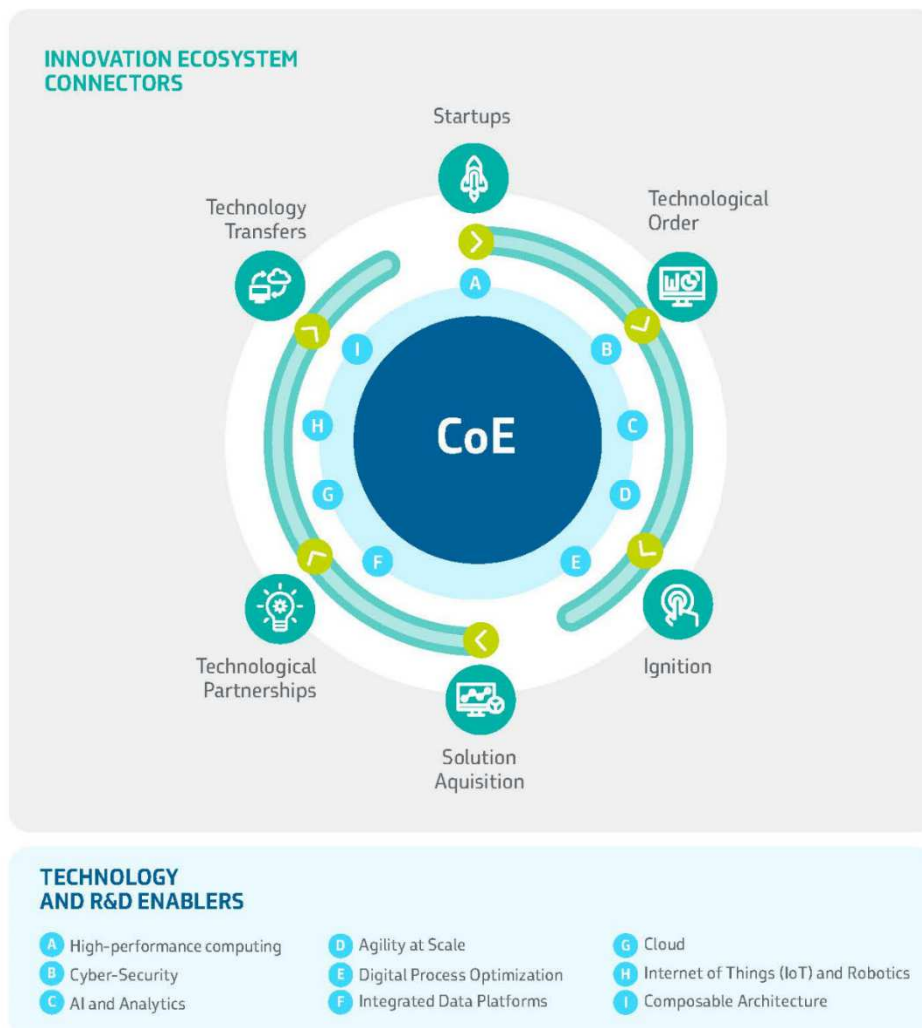 INNOVATION ECOSYSTEM
CONNECTORS
Startups
Technological
Order
Technology
Transfers
A
B
C
D
E
F
G
H
I
CoE
Ignition
Technological
Partnerships
Solution
Aquisition
TECHNOLOGY
AND R&D ENABLERS
A High-performance computing
B Cyber-Security
C AI and Analytics
D Agility at Scale
E Digital Process Optimization
F Integrated Data Platforms
G Cloud
H Internet of Things (IoT) and Robotics
I Composable Architecture